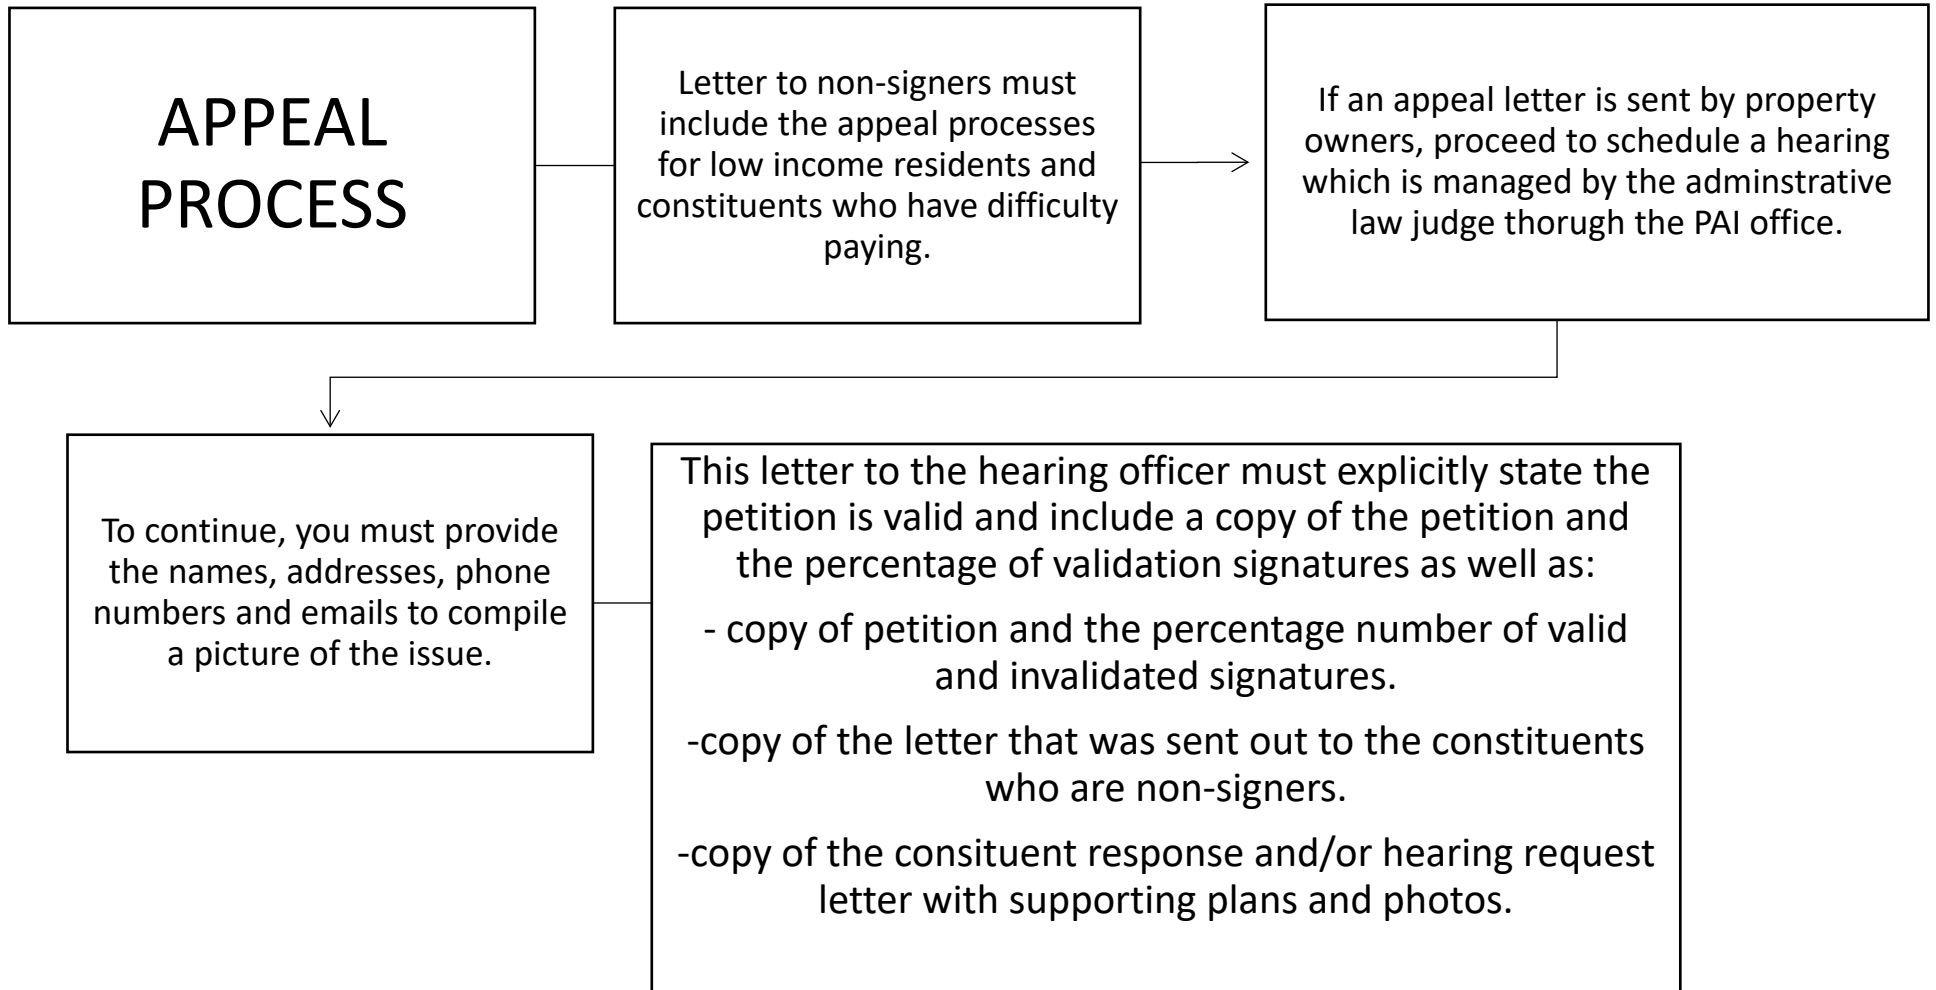 APPEAL
PROCESS
Letter to non-signers must
include the appeal processes
for low income residents and
constituents who have difficulty
paying.
If an appeal letter is sent by property
owners, proceed to schedule a hearing
which is managed by the adminstrative
law judge thorugh the PAI office.
To continue, you must provide
the names, addresses, phone
numbers and emails to compile
a picture of the issue.
This letter to the hearing officer must explicitly state the
petition is valid and include a copy of the petition and
the percentage of validation signatures as well as:
- copy of petition and the percentage number of valid
and invalidated signatures.
-copy of the letter that was sent out to the constituents
who are non-signers.
-copy of the consituent response and/or hearing request
letter with supporting plans and photos.